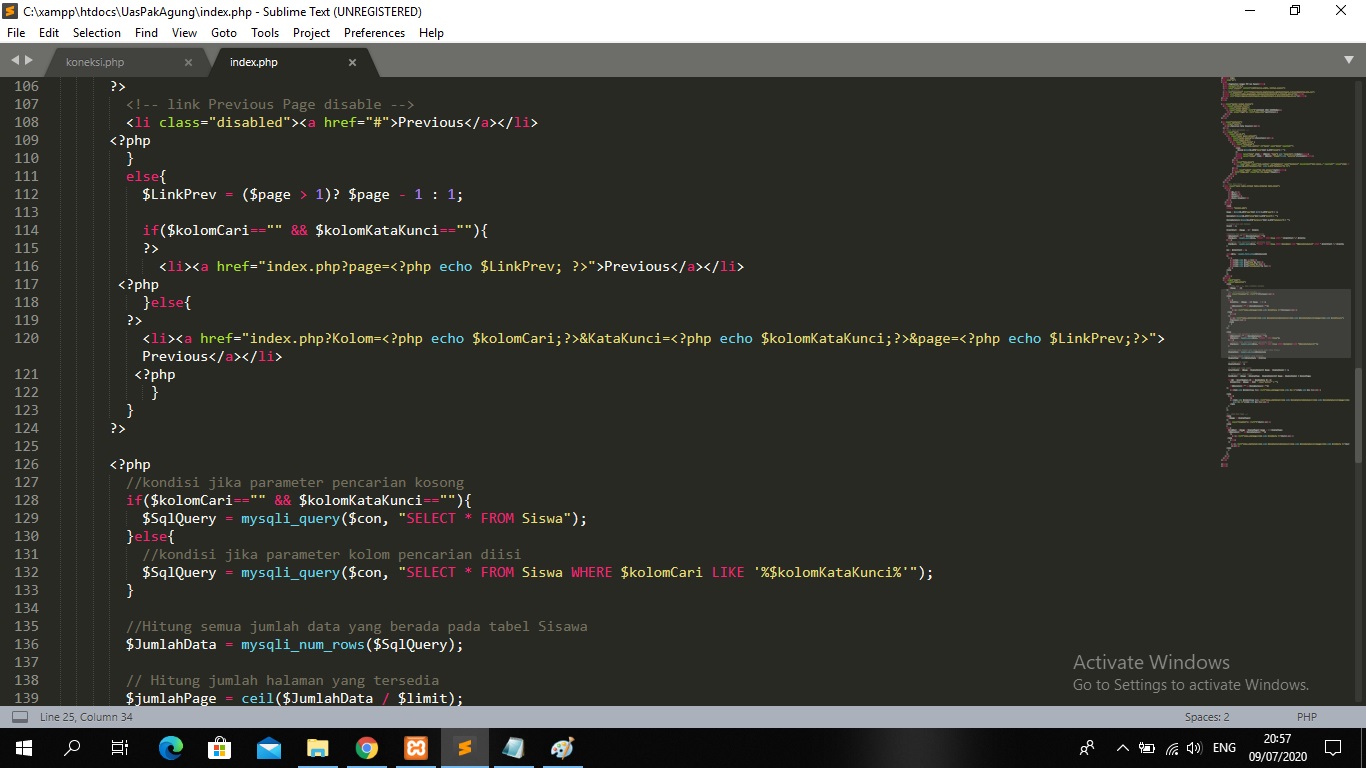 C:\xampp\htdocs\UasPakAgung\index.php - Sublime Text (UNREGISTERED)
File Edit Selection Find View Goto Tools Project Preferences Help
koneksi.php × index.php ×
106 ?>
107 <!-- link Previous Page disable -->
108 <li class="disabled"><a href="#">Previous</a></li>
109 <?php
110 }
111 else{
112 $LinkPrev = ($page > 1)? $page - 1 : 1;
113
114 if($kolomCari=="" && $kolomKataKunci==""){
115 ?>
116 <li><a href="index.php?page=<?php echo $LinkPrev; ?>">Previous</a></li>
117 <?php
118 }else{
119 ?>
120 <li><a href="index.php?Kolom=<?php echo $kolomCari;?>&KataKunci=<?php echo $kolomKataKunci;?>&page=<?php echo $LinkPrev;?>">
Previous</a></li>
121 <?php
122 }
123 }
124 ?>
125
126 <?php
127 //kondisi jika parameter pencarian kosong
128 if($kolomCari=="" && $kolomKataKunci==""){
129 $SqlQuery = mysqli_query($con, "SELECT * FROM Siswa");
130 }else{
131 //kondisi jika parameter kolom pencarian diisi
132 $SqlQuery = mysqli_query($con, "SELECT * FROM Siswa WHERE $kolomCari LIKE '%$kolomKataKunci%'");
133 }
134
135 //Hitung semua jumlah data yang berada pada tabel Sisawa
136 $JumlahData = mysqli_num_rows($SqlQuery);
137
138 // Hitung jumlah halaman yang tersedia
139 $jumlahPage = ceil($JumlahData / $limit);
Activate Windows
Go to Settings to activate Windows.
Line 25, Column 34 Spaces: 2 PHP
ENG 20:57
09/07/2020